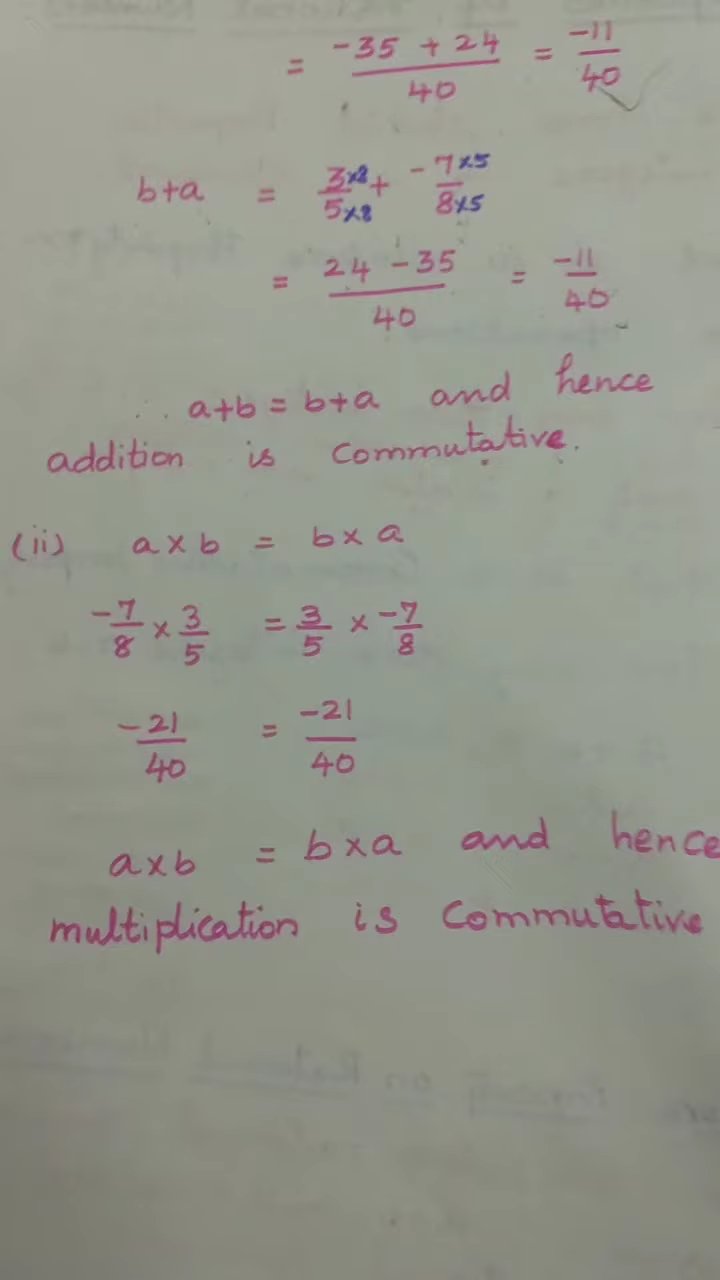 = -35 + 24 / 40 = -11 / 40
b+a = 3×8 / 5×8 + -7×5 / 8×5
= 24 - 35 / 40 = -11 / 40
∴ a+b = b+a and hence
addition is commutative.
(ii) a × b = b × a
-7/8 × 3/5 = 3/5 × -7/8
-21/40 = -21/40
a×b = b×a and hence
multiplication is commutative